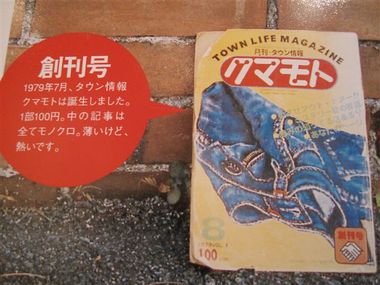 創刊号
1979年7月、タウン情報
クマモトは誕生しました。
1部100円。中の記事は
全てモノクロ。薄いけど、
熱いです。
TOWN LIFE MAGAZINE
月刊・タウン情報
クマモト
8
VOL. 1
100
創刊号